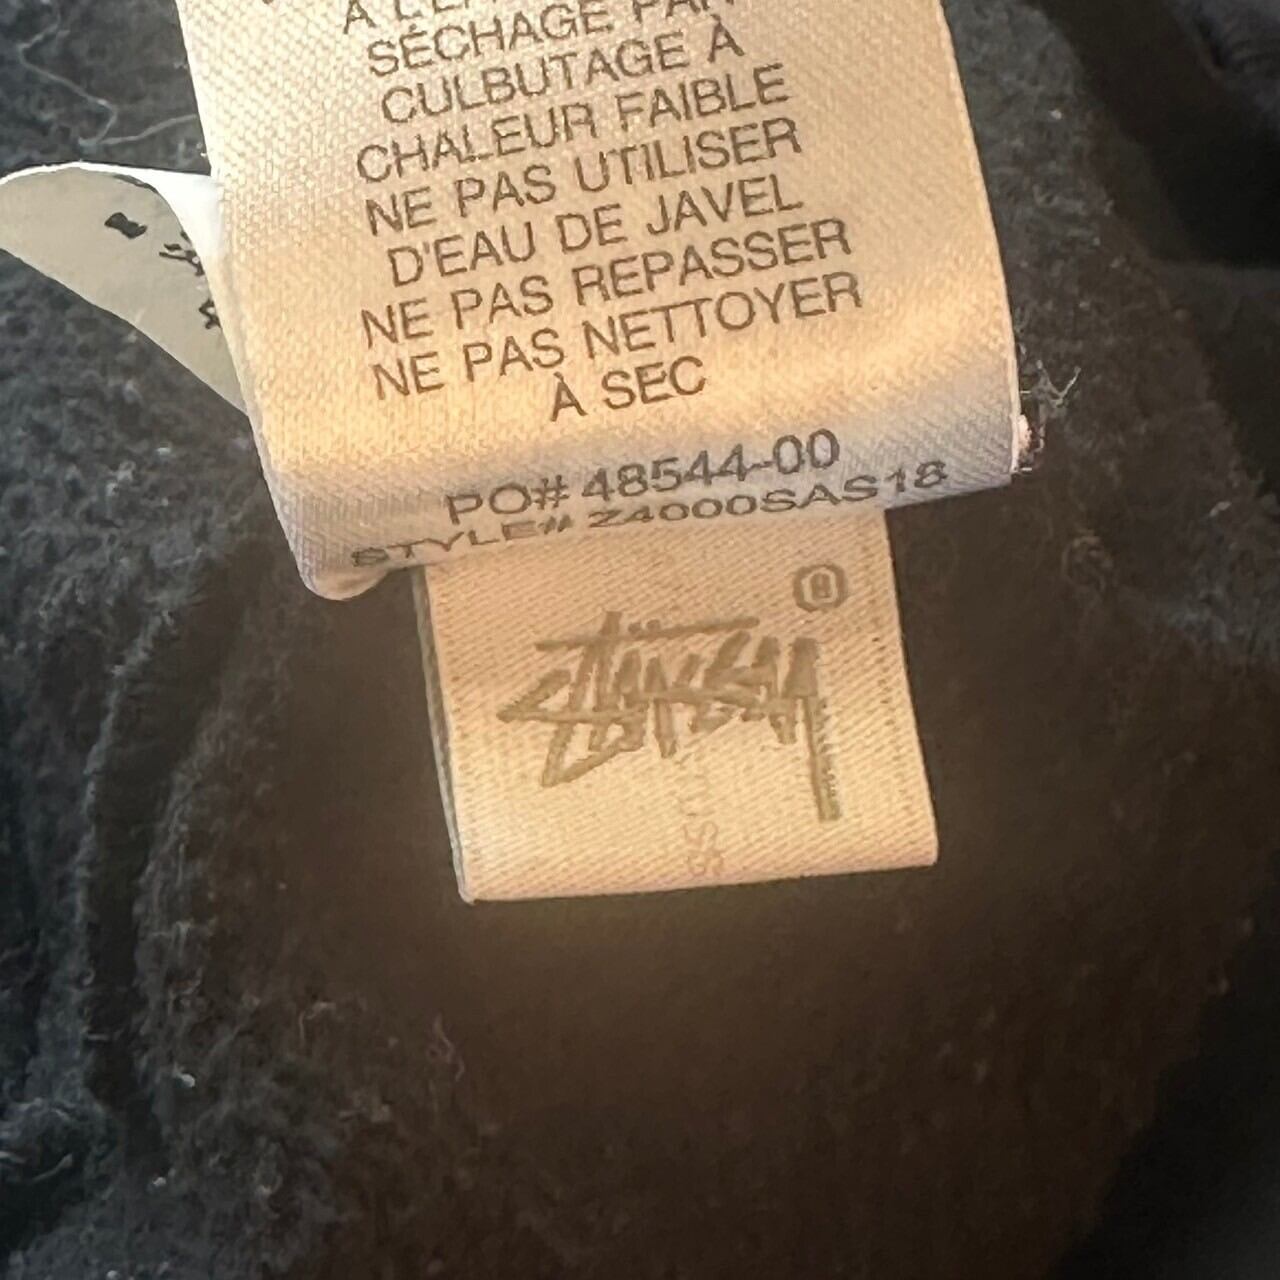 À L'EN
SÉCHAGE PAR
CULBUTAGE À
CHALEUR FAIBLE
NE PAS UTILISER
D'EAU DE JAVEL
NE PAS REPASSER
NE PAS NETTOYER
À SEC
PO# 48544-00
STYLE# Z4000SAS18
®
STÜSSY